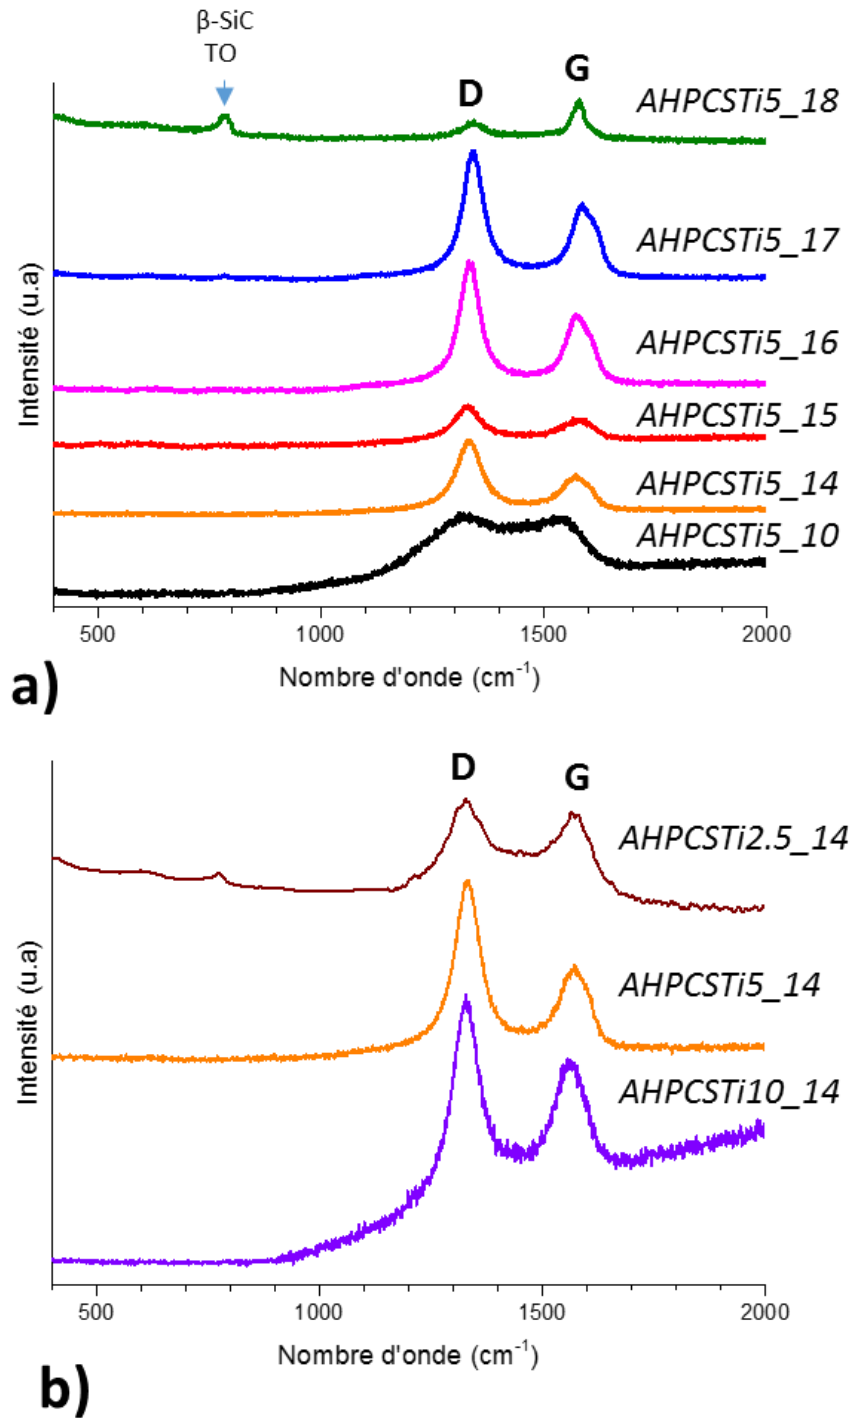 β-SiC
TO
D
G
AHPCSTi5_18
AHPCSTi5_17
AHPCSTi5_16
AHPCSTi5_15
AHPCSTi5_14
AHPCSTi5_10
Intensité (u.a)
500
1000
1500
2000
Nombre d'onde (cm⁻¹)
a)
D
G
AHPCSTi2.5_14
AHPCSTi5_14
AHPCSTi10_14
Intensité (u.a)
500
1000
1500
2000
Nombre d'onde (cm⁻¹)
b)